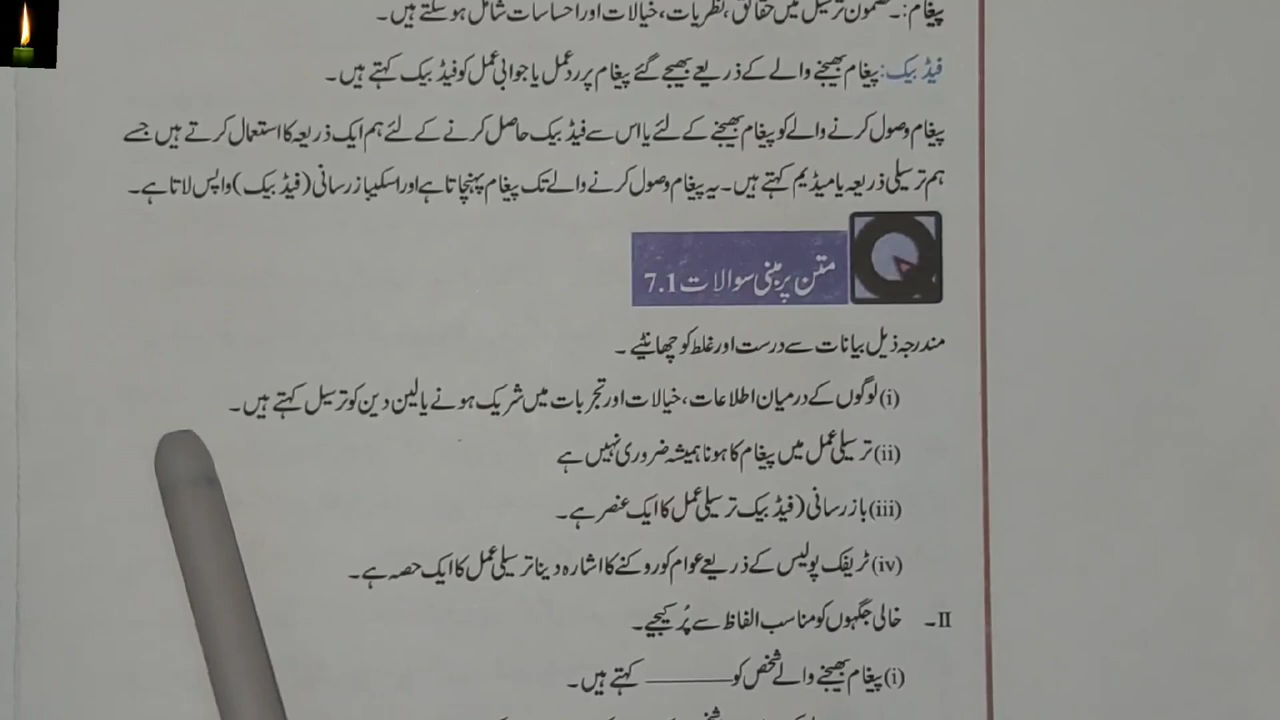 پیغام:۔ مضمون ترسیل میں حقائق، نظریات، خیالات اور احساسات شامل ہو سکتے ہیں۔
فیڈ بیک: پیغام بھیجنے والے کے ذریعے بھیجے گئے پیغام پر ردعمل یا جوابی عمل کو فیڈ بیک کہتے ہیں۔
پیغام وصول کرنے والے کو پیغام بھیجنے کے لئے یا اس سے فیڈ بیک حاصل کرنے کے لئے ہم ایک ذریعہ کا استعمال کرتے ہیں جسے
ہم ترسیلی ذریعہ یا میڈیم کہتے ہیں۔ یہ پیغام وصول کرنے والے تک پیغام پہنچاتا ہے اور اسکی باز رسانی (فیڈ بیک) واپس لاتا ہے۔
متن پر مبنی سوالات 7.1
مندرجہ ذیل بیانات سے درست اور غلط کو چھانٹیے ۔
(i) لوگوں کے درمیان اطلاعات، خیالات اور تجربات میں شریک ہونے یا لین دین کو ترسیل کہتے ہیں۔
(ii) ترسیلی عمل میں پیغام کا ہونا ہمیشہ ضروری نہیں ہے
(iii) باز رسانی (فیڈ بیک ترسیلی عمل کا ایک عنصر ہے۔
(iv) ٹریفک پولیس کے ذریعے عوام کو روکنے کا اشارہ دینا ترسیلی عمل کا ایک حصہ ہے۔
II۔ خالی جگہوں کو مناسب الفاظ سے پُر کیجیے۔
(i) پیغام بھیجنے والے شخص کو ________ کہتے ہیں۔